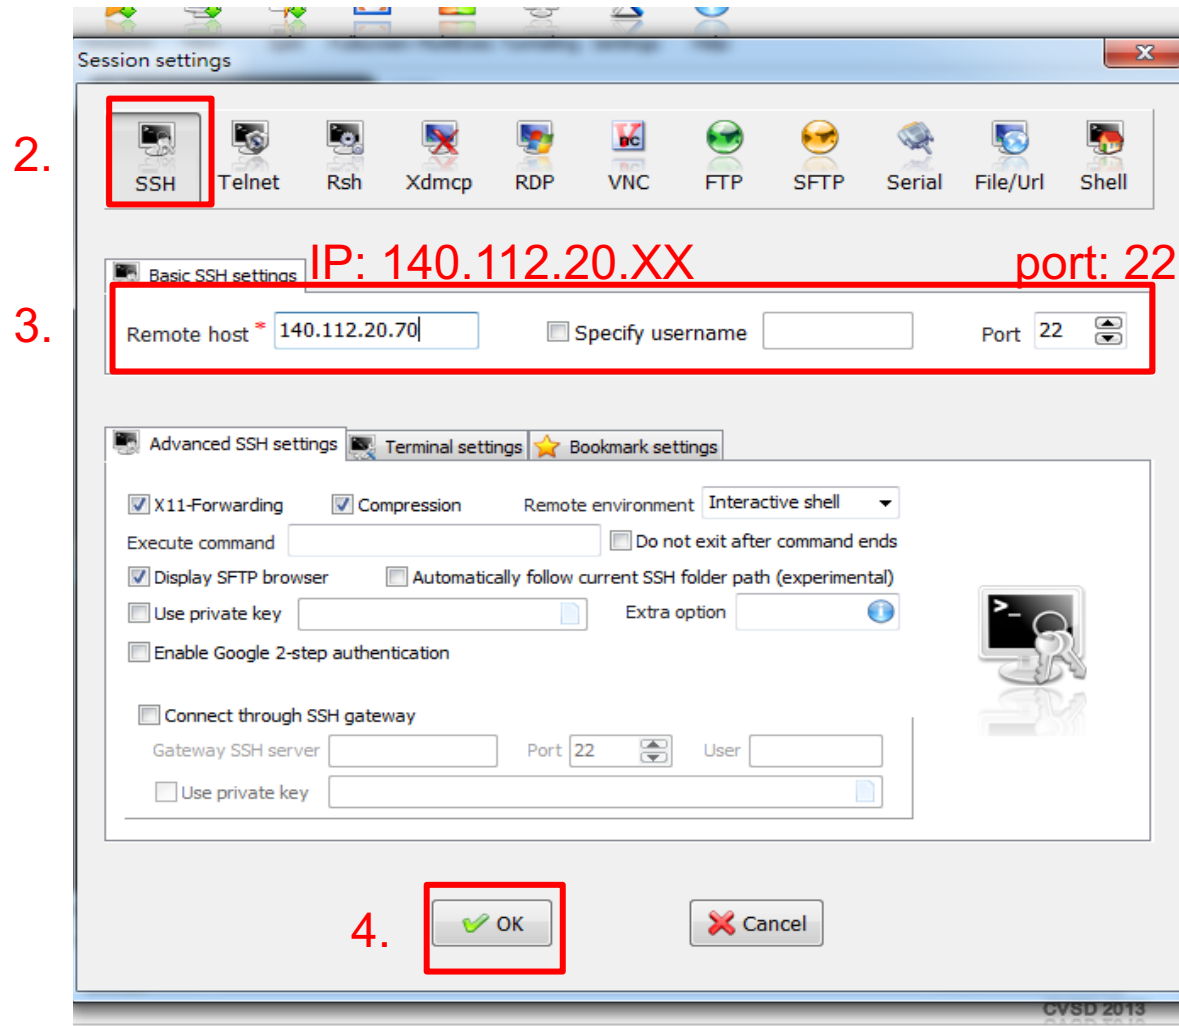 Session settings
2.
SSH Telnet Rsh Xdmcp RDP VNC FTP SFTP Serial File/Url Shell
IP: 140.112.20.XX port: 22
Basic SSH settings
3.
Remote host * 140.112.20.70 Specify username Port 22
Advanced SSH settings Terminal settings Bookmark settings
X11-Forwarding Compression Remote environment Interactive shell
Execute command Do not exit after command ends
Display SFTP browser Automatically follow current SSH folder path (experimental)
Use private key Extra option
Enable Google 2-step authentication
Connect through SSH gateway
Gateway SSH server Port 22 User
Use private key
4. OK Cancel
CVSD 2013